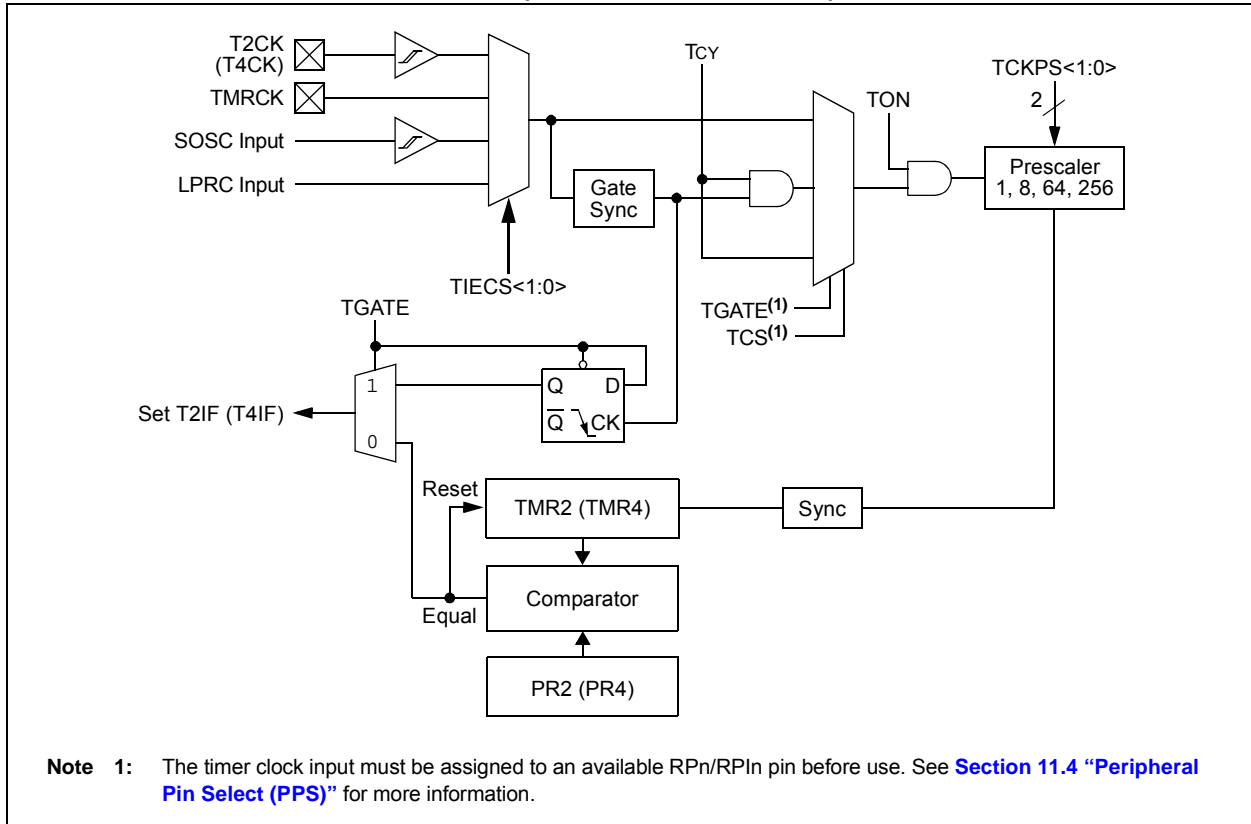 T2CK
(T4CK)
TMRCK
SOSC Input
LPRC Input
TIECS<1:0>
Gate
Sync
TCY
TON
TCKPS<1:0>
2
Prescaler
1, 8, 64, 256
TGATE(1)
TCS(1)
TGATE
1
0
Set T2IF (T4IF)
Q D
Q CK
Reset
TMR2 (TMR4)
Sync
Equal
Comparator
PR2 (PR4)
Note 1: The timer clock input must be assigned to an available RPn/RPIn pin before use. See Section 11.4 “Peripheral
Pin Select (PPS)” for more information.